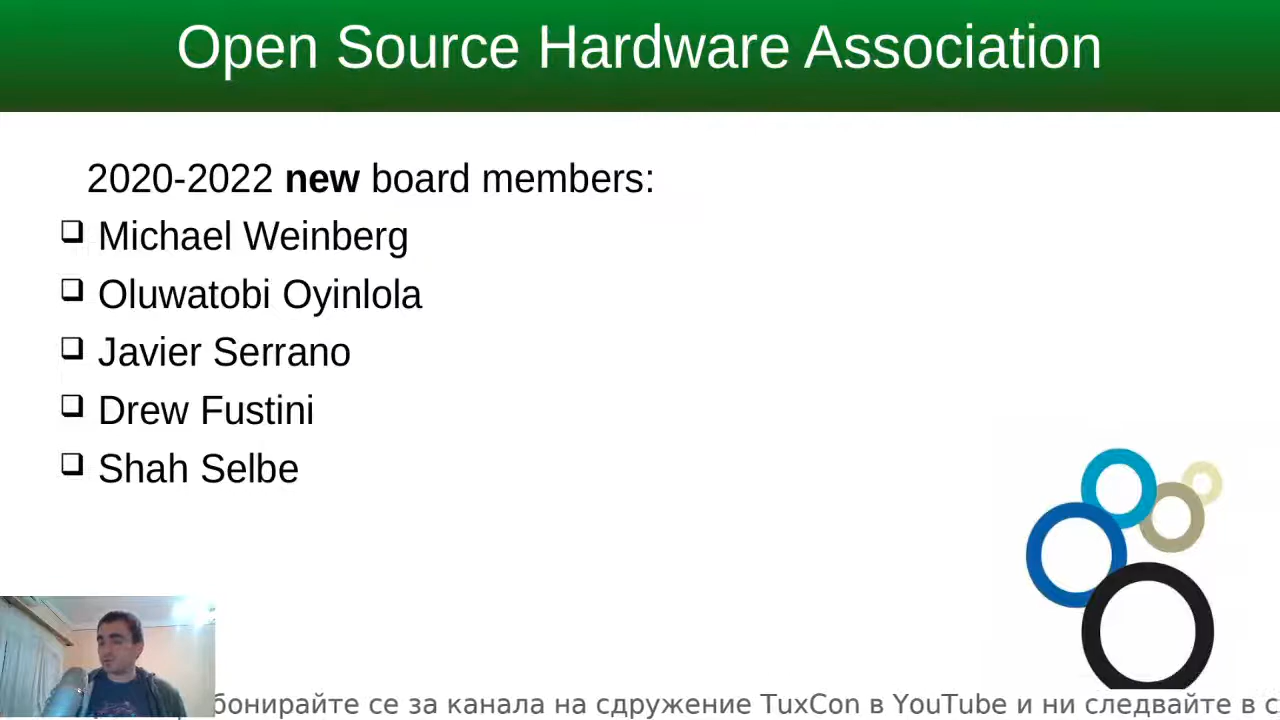 Open Source Hardware Association
2020-2022 new board members:
Michael Weinberg
Oluwatobi Oyinlola
Javier Serrano
Drew Fustini
Shah Selbe
се за канала на сдружение TuxCon в YouTube и ни следвайте в